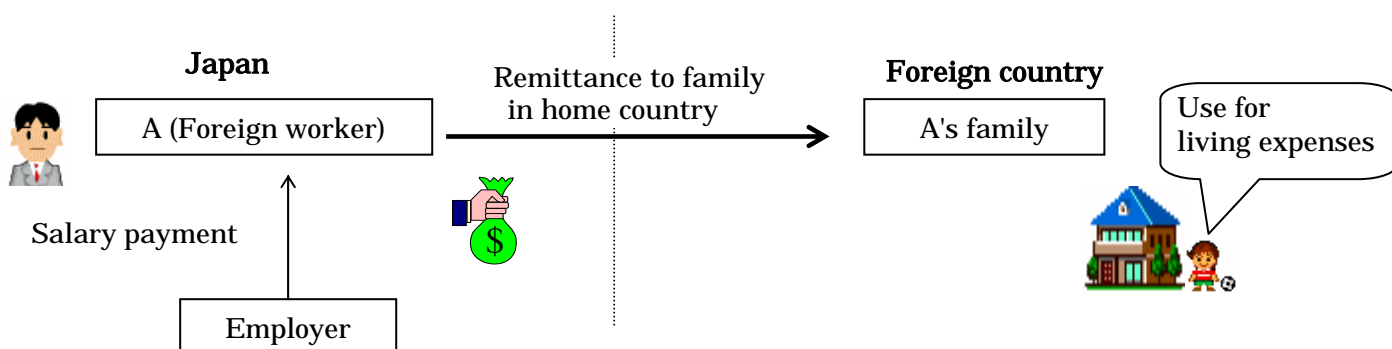 Japan
A (Foreign worker)
Salary payment
Employer
Remittance to family
in home country
$
Foreign country
A's family
Use for
living expenses